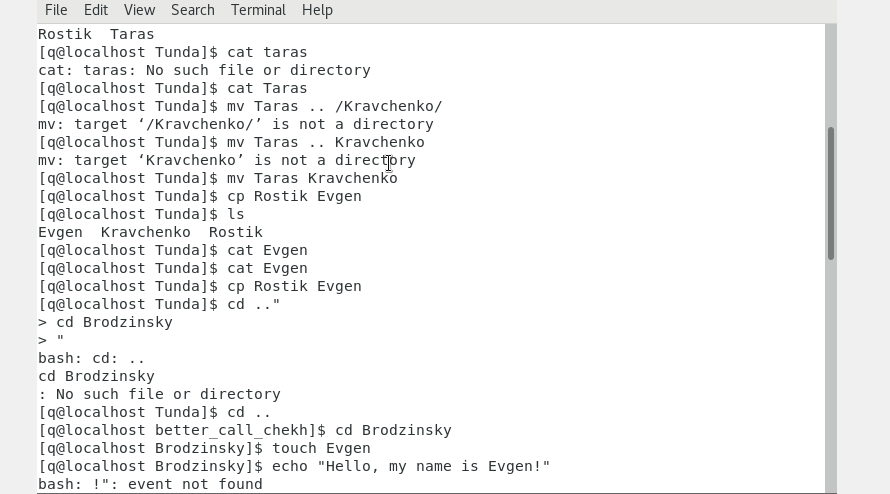 File Edit View Search Terminal Help
Rostik  Taras
[q@localhost Tunda]$ cat taras
cat: taras: No such file or directory
[q@localhost Tunda]$ cat Taras
[q@localhost Tunda]$ mv Taras .. /Kravchenko/
mv: target ‘/Kravchenko/’ is not a directory
[q@localhost Tunda]$ mv Taras .. Kravchenko
mv: target ‘Kravchenko’ is not a directory
[q@localhost Tunda]$ mv Taras Kravchenko
[q@localhost Tunda]$ cp Rostik Evgen
[q@localhost Tunda]$ ls
Evgen  Kravchenko  Rostik
[q@localhost Tunda]$ cat Evgen
[q@localhost Tunda]$ cat Evgen
[q@localhost Tunda]$ cp Rostik Evgen
[q@localhost Tunda]$ cd .."
> cd Brodzinsky
> "
bash: cd: ..
cd Brodzinsky
: No such file or directory
[q@localhost Tunda]$ cd ..
[q@localhost better_call_chekh]$ cd Brodzinsky
[q@localhost Brodzinsky]$ touch Evgen
[q@localhost Brodzinsky]$ echo "Hello, my name is Evgen!"
bash: !": event not found